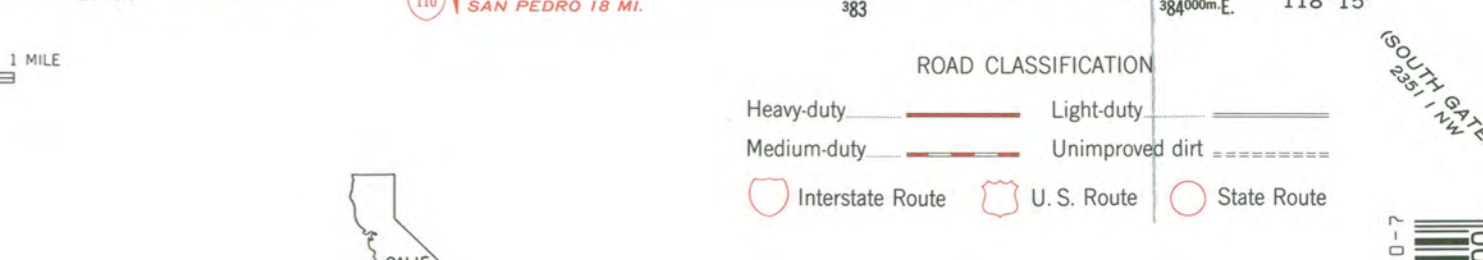 110 SAN PEDRO 18 MI.
383
384000m.E.
1 MILE
ROAD CLASSIFICATION
Heavy-duty
Light-duty
Medium-duty
Unimproved dirt
Interstate Route
U. S. Route
State Route
(SOUTH GATE
2351 I NW